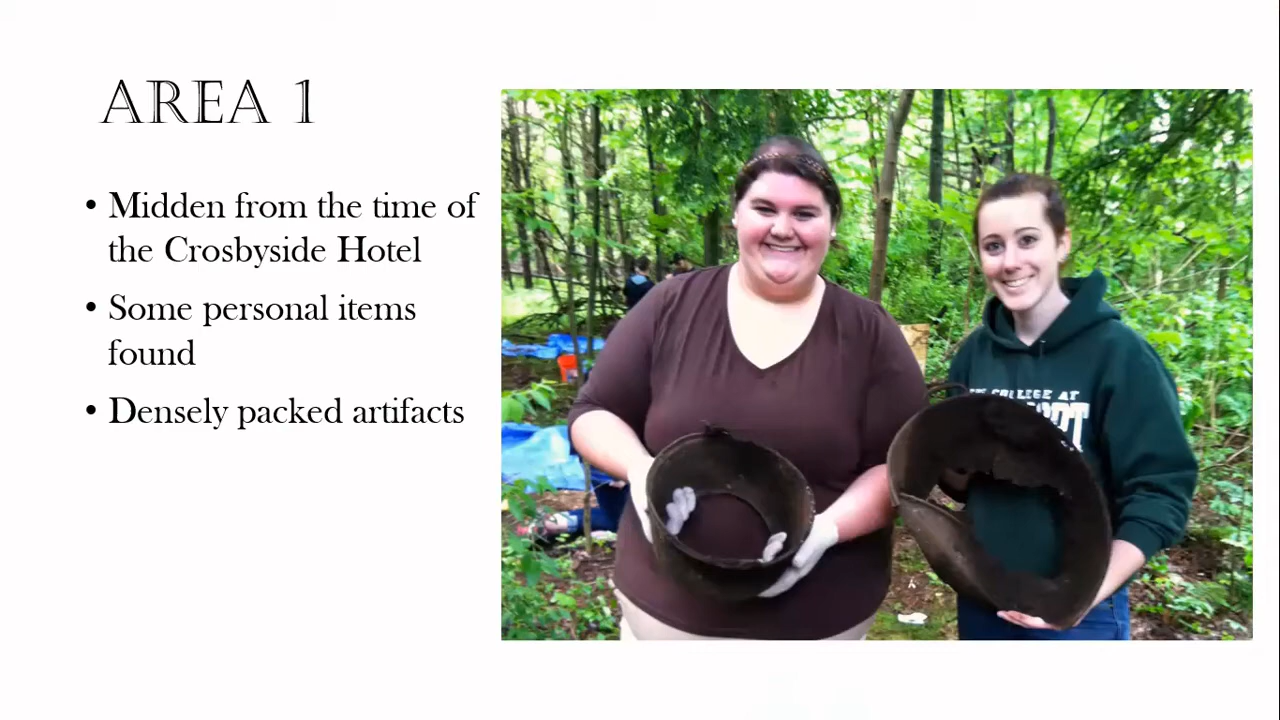 AREA 1
• Midden from the time of
the Crosbyside Hotel
• Some personal items
found
• Densely packed artifacts
COLLEGE AT